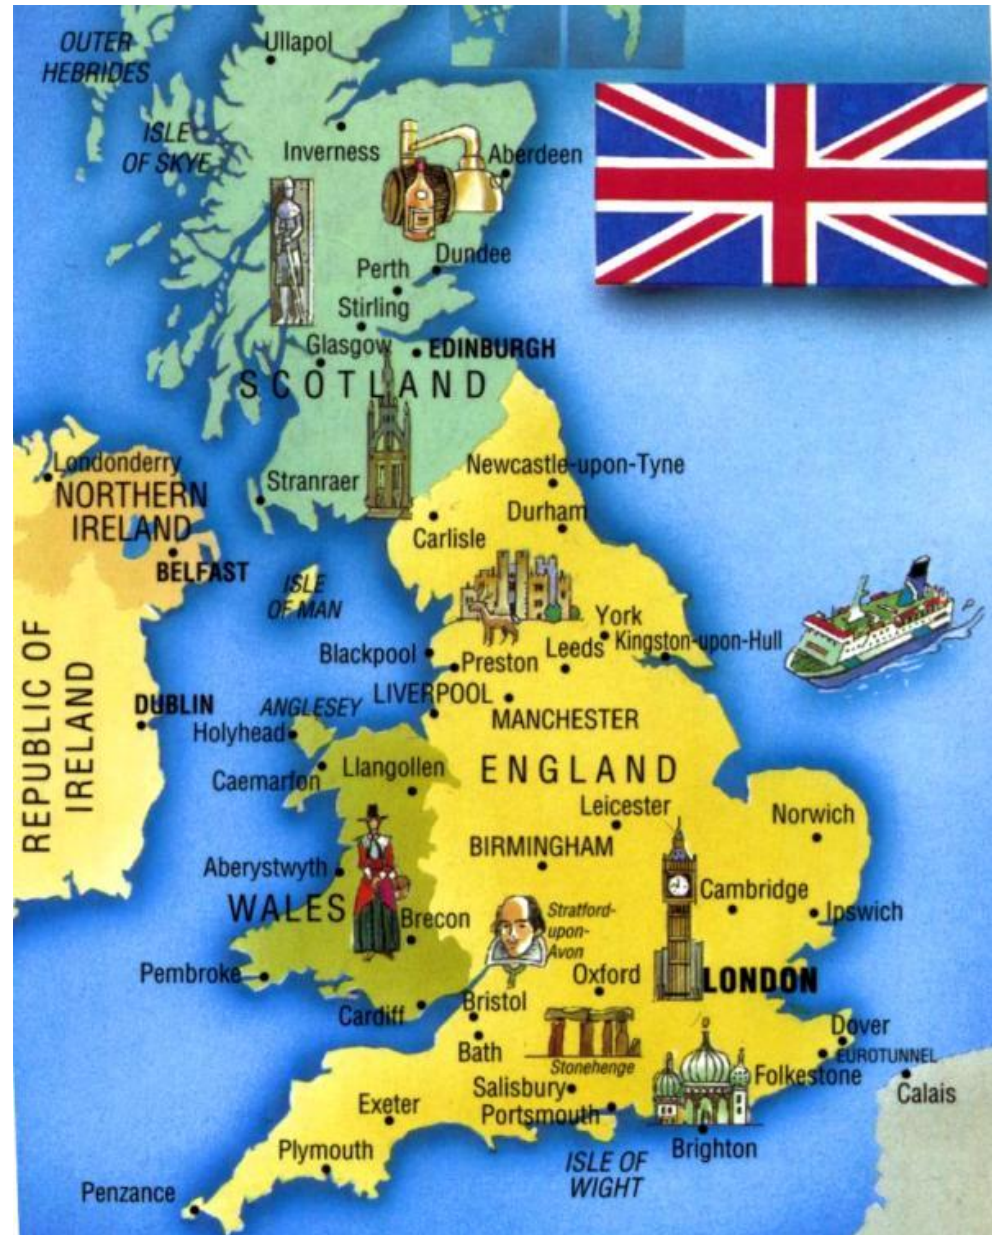 OUTER
HEBRIDES
Ullapol
ISLE
OF SKYE
Inverness
Aberdeen
Dundee
Perth
Stirling
Glasgow
EDINBURGH
SCOTLAND
Londonderry
NORTHERN
IRELAND
Stranraer
Newcastle-upon-Tyne
Durham
Carlisle
BELFAST
ISLE
OF MAN
York
Kingston-upon-Hull
Blackpool
Preston
Leeds
REPUBLIC OF
IRELAND
DUBLIN
ANGLESEY
LIVERPOOL
MANCHESTER
Holyhead
Caemarfon
Llangollen
ENGLAND
Leicester
Norwich
BIRMINGHAM
Aberystwyth
Cambridge
WALES
Brecon
Stratford-
upon-
Avon
Ipswich
Pembroke
Oxford
LONDON
Cardiff
Bristol
Bath
Stonehenge
Dover
EUROTUNNEL
Folkestone
Calais
Salisbury
Portsmouth
Exeter
Brighton
Plymouth
ISLE OF
WIGHT
Penzance